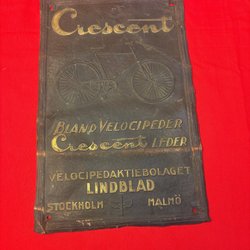 Crescent
BLAND VELOCIPEDER
Crescent LEDER
VELOCIPEDAKTIEBOLAGET
LINDBLAD
STOCKHOLM MALMÖ